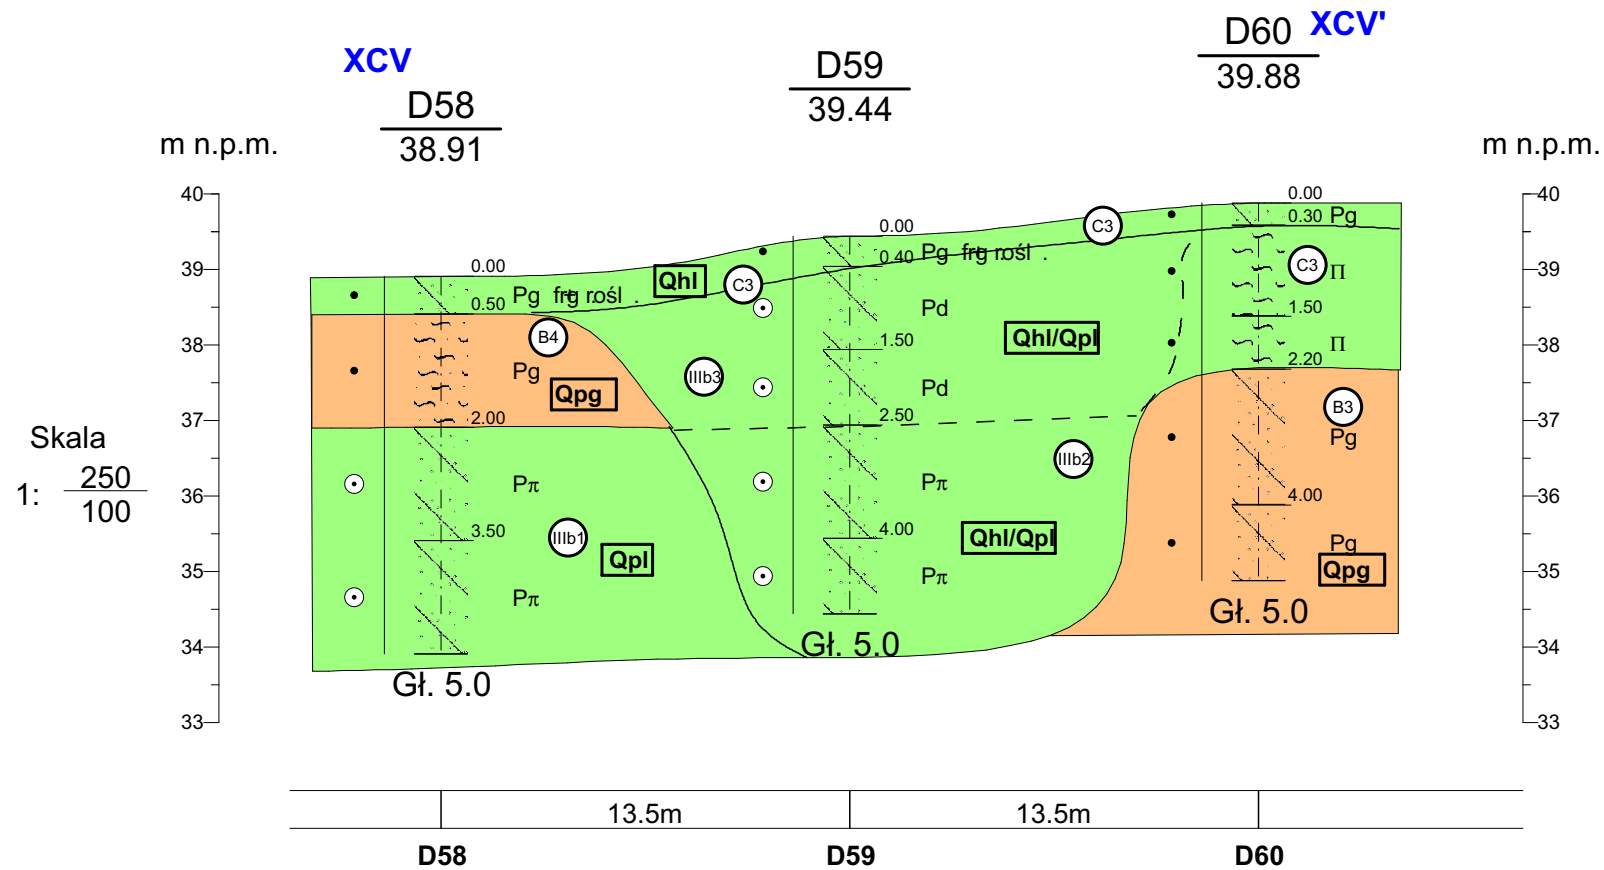 XCV
XCV'
D58
38.91
D59
39.44
D60
39.88
m n.p.m.
m n.p.m.
40
39
38
37
36
35
34
33
Skala
1: 250
100
0.00
0.50
2.00
3.50
Pg
Pg
Pπ
Pπ
B4
Qpg
IIIb1
Qpl
Gł. 5.0
Qhl
C3
IIIb3
0.00
0.40
1.50
2.50
4.00
Pg
Pd
Pd
Pπ
Pπ
Qhl/Qpl
IIIb2
Qhl/Qpl
Gł. 5.0
C3
0.00
0.30
1.50
2.20
4.00
Pg
C3
П
П
B3
Pg
Pg
Qpg
Gł. 5.0
40
39
38
37
36
35
34
33
13.5m
13.5m
D58
D59
D60